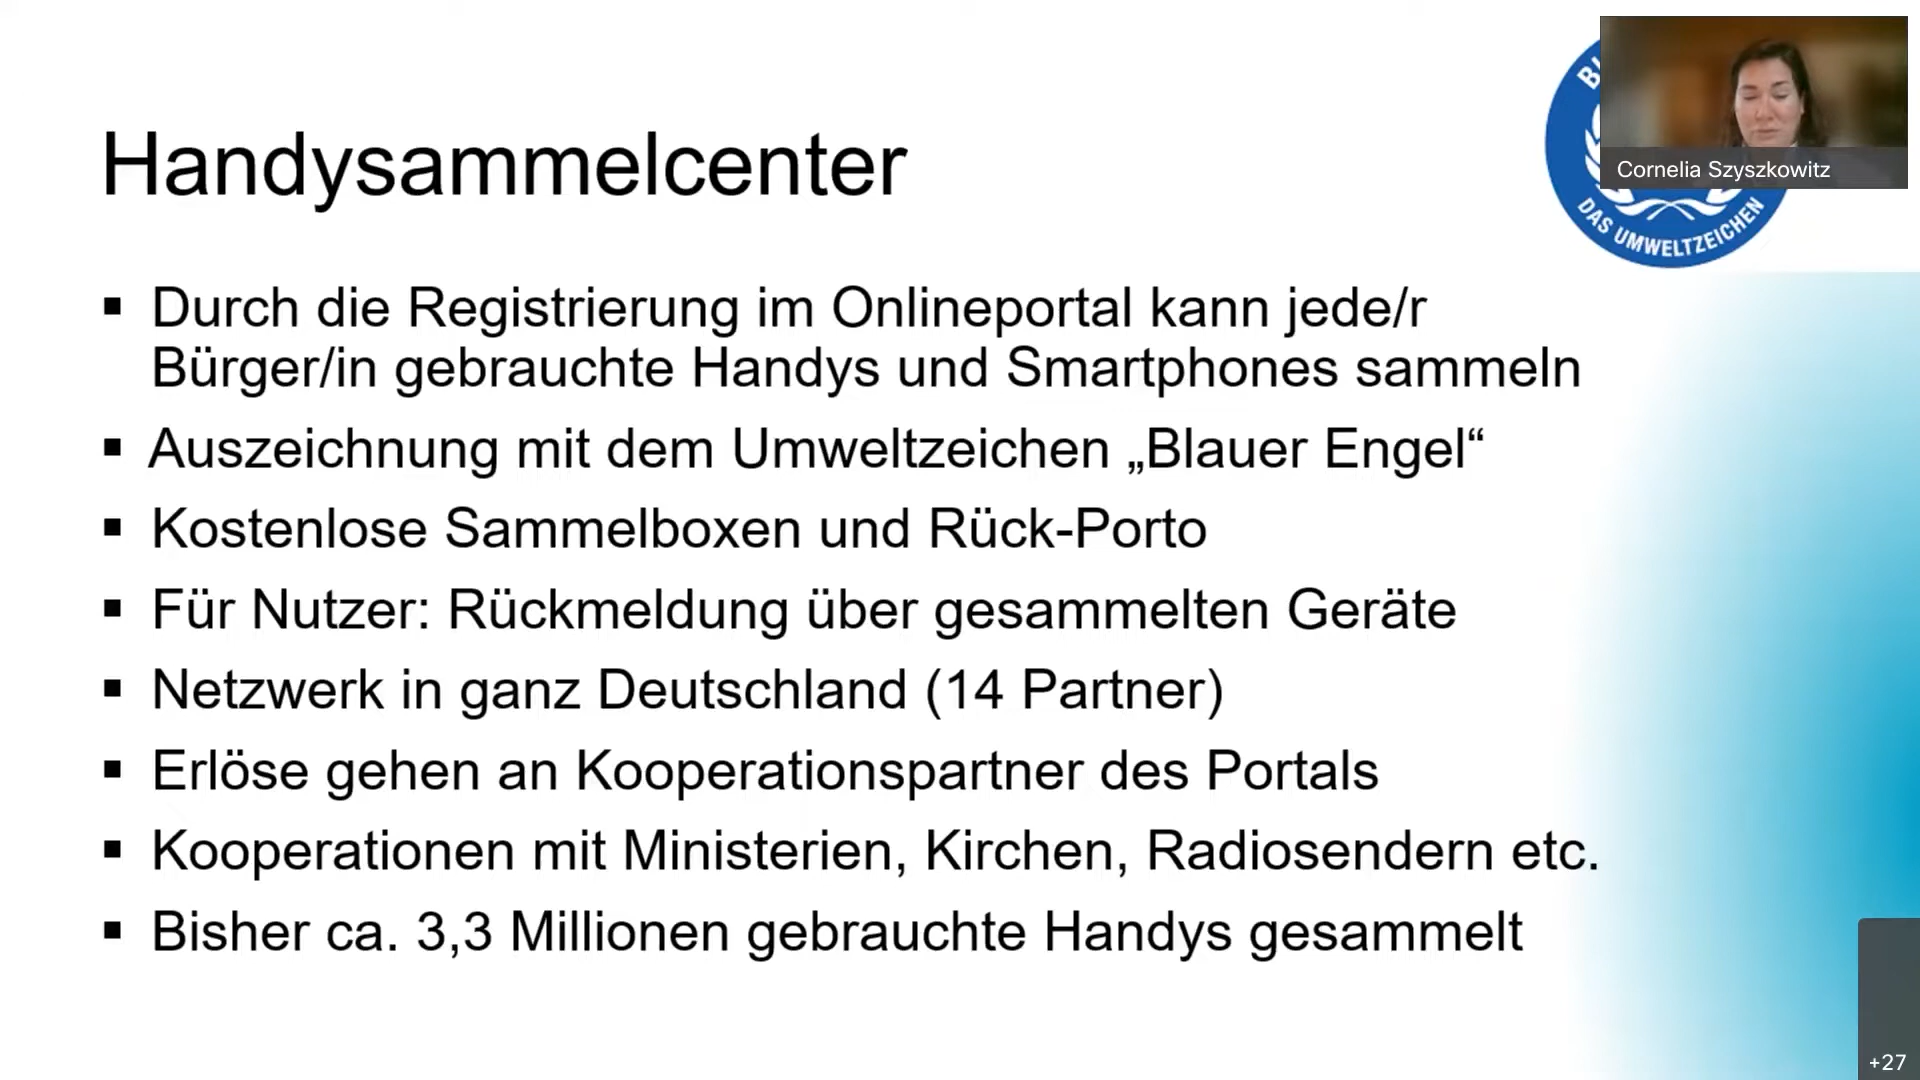 Handysammelcenter
Cornelia Szyszkowitz
DAS UMWELTZEICHEN
▪ Durch die Registrierung im Onlineportal kann jede/r
Bürger/in gebrauchte Handys und Smartphones sammeln
▪ Auszeichnung mit dem Umweltzeichen „Blauer Engel“
▪ Kostenlose Sammelboxen und Rück-Porto
▪ Für Nutzer: Rückmeldung über gesammelten Geräte
▪ Netzwerk in ganz Deutschland (14 Partner)
▪ Erlöse gehen an Kooperationspartner des Portals
▪ Kooperationen mit Ministerien, Kirchen, Radiosendern etc.
▪ Bisher ca. 3,3 Millionen gebrauchte Handys gesammelt
+27